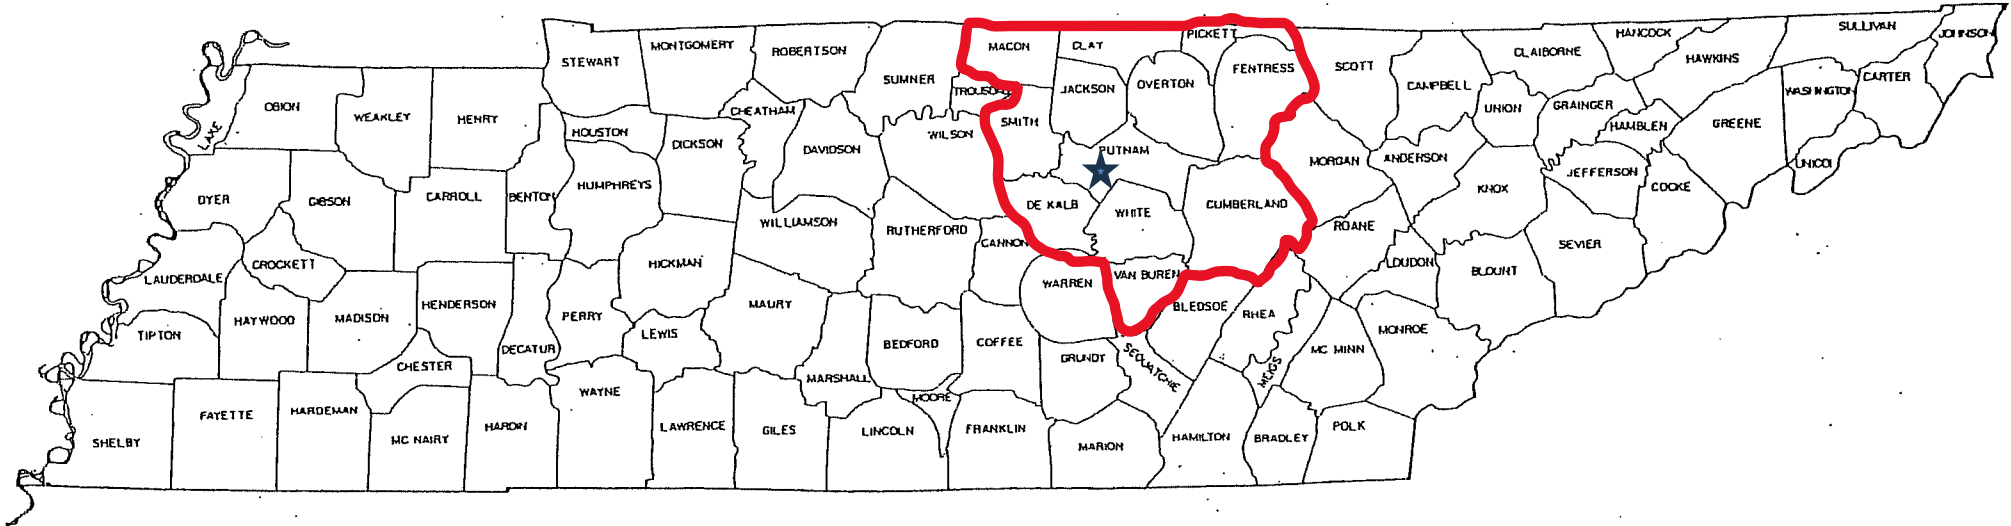 LAKE
OBION
WEAKLEY
HENRY
STEWART
MONTGOMERY
ROBERTSON
SUMNER
MACON
CLAY
PICKETT
FENTRESS
SCOTT
CAMPBELL
CLAIBORNE
HANCOCK
HAWKINS
SULLIVAN
JOHNSON
CARTER
WASHINGTON
UNICOI
GREENE
HAMBLEN
GRAINGER
UNION
TROUSDALE
JACKSON
OVERTON
SMITH
PUTNAM
WILSON
CHEATHAM
DAVIDSON
DICKSON
HOUSTON
HUMPHREYS
BENTON
CARROLL
GIBSON
DYER
CROCKETT
LAUDERDALE
TIPTON
HAYWOOD
MADISON
HENDERSON
DECATUR
PERRY
HICKMAN
WILLIAMSON
RUTHERFORD
CANNON
DE KALB
WHITE
CUMBERLAND
MORGAN
ANDERSON
KNOX
JEFFERSON
COCKE
SEVIER
BLOUNT
LOUDON
ROANE
VAN BUREN
WARREN
BLEDSOE
RHEA
MEIGS
MC MINN
MONROE
LEWIS
MAURY
BEDFORD
COFFEE
GRUNDY
SEQUATCHIE
MARSHALL
MOORE
CHESTER
SHELBY
FAYETTE
HARDEMAN
MC NAIRY
HARDIN
WAYNE
LAWRENCE
GILES
LINCOLN
FRANKLIN
MARION
HAMILTON
BRADLEY
POLK